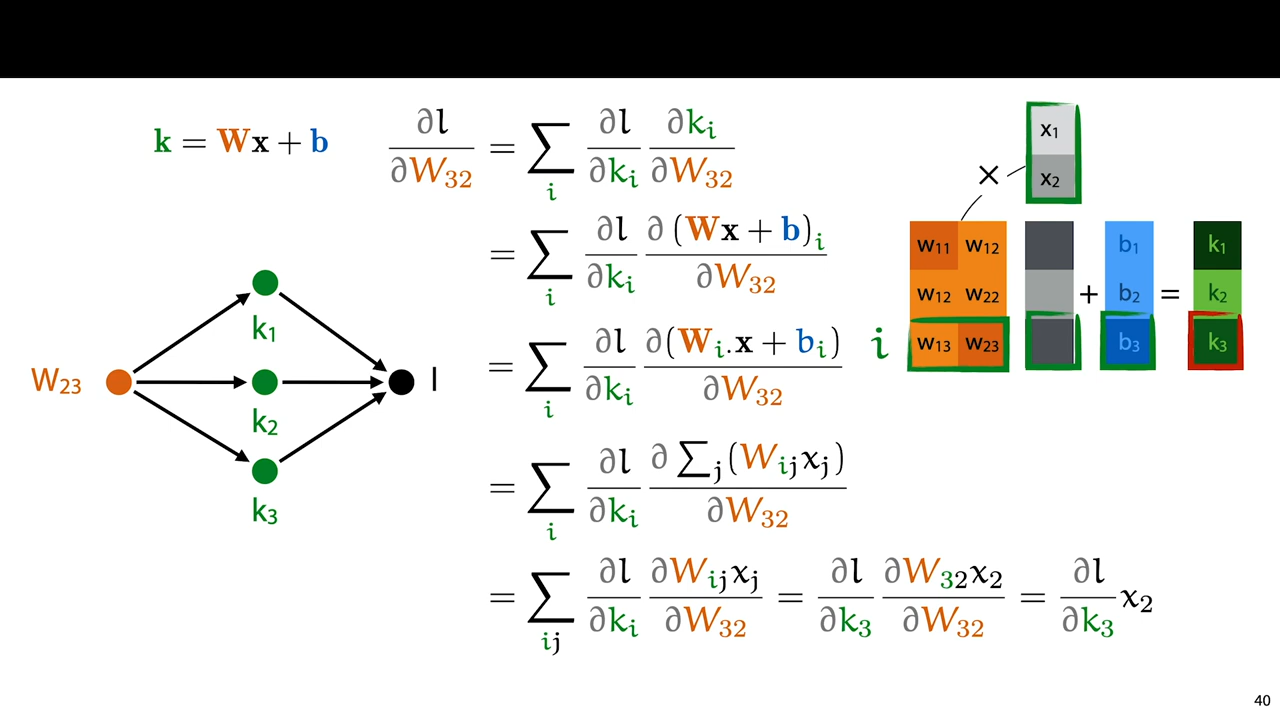 k = Wx + b
∂l/∂W₃₂ = ∑ᵢ ∂l/∂kᵢ ∂kᵢ/∂W₃₂
= ∑ᵢ ∂l/∂kᵢ ∂(Wx + b)ᵢ/∂W₃₂
= ∑ᵢ ∂l/∂kᵢ ∂(Wᵢ.x + bᵢ)/∂W₃₂
= ∑ᵢ ∂l/∂kᵢ ∂∑ⱼ(Wᵢⱼxⱼ)/∂W₃₂
= ∑ᵢⱼ ∂l/∂kᵢ ∂Wᵢⱼxⱼ/∂W₃₂ = ∂l/∂k₃ ∂W₃₂x₂/∂W₃₂ = ∂l/∂k₃ x₂
W₂₃
k₁
k₂
k₃
l
x₁
× x₂
w₁₁ w₁₂ b₁ k₁
w₁₂ w₂₂ + b₂ = k₂
i w₁₃ w₂₃ b₃ k₃
40